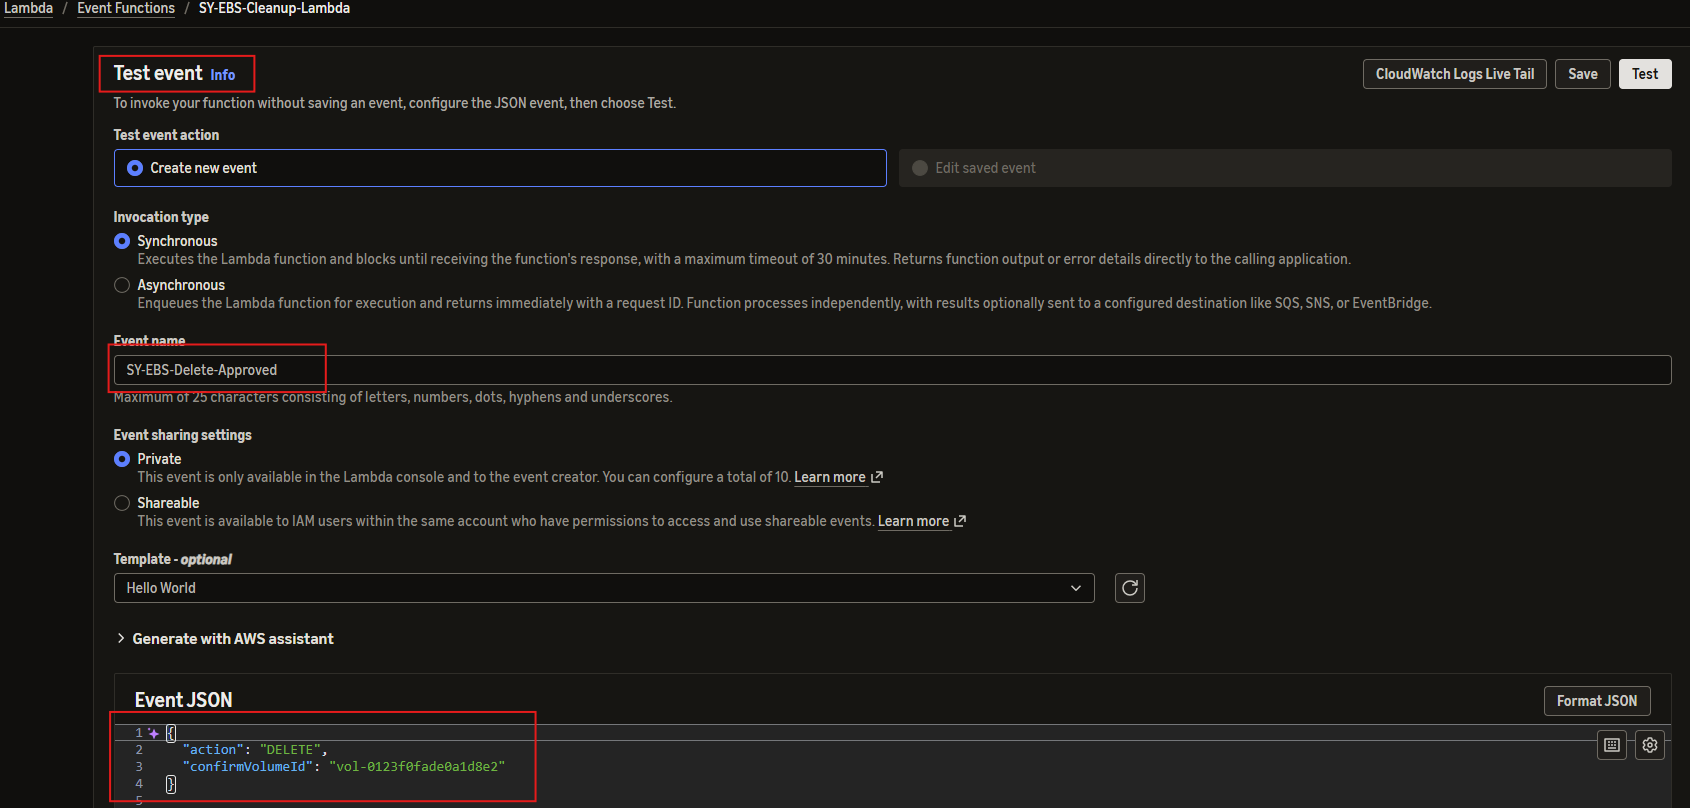 Lambda / Event Functions / SY-EBS-Cleanup-Lambda
Test event Info
CloudWatch Logs Live Tail Save Test
To invoke your function without saving an event, configure the JSON event, then choose Test.
Test event action
Create new event
Edit saved event
Invocation type
Synchronous
Executes the Lambda function and blocks until receiving the function's response, with a maximum timeout of 30 minutes. Returns function output or error details directly to the calling application.
Asynchronous
Enqueues the Lambda function for execution and returns immediately with a request ID. Function processes independently, with results optionally sent to a configured destination like SQS, SNS, or EventBridge.
Event name
SY-EBS-Delete-Approved
Maximum of 25 characters consisting of letters, numbers, dots, hyphens and underscores.
Event sharing settings
Private
This event is only available in the Lambda console and to the event creator. You can configure a total of 10. Learn more
Shareable
This event is available to IAM users within the same account who have permissions to access and use shareable events. Learn more
Template - optional
Hello World
Generate with AWS assistant
Event JSON
Format JSON
1 {
2 "action": "DELETE",
3 "confirmVolumeId": "vol-0123f0fade0a1d8e2"
4 }
5